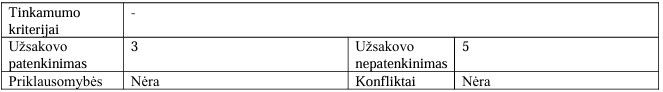 Tinkamumo -
kriterijai
Užsakovo 3 Užsakovo 5
patenkinimas nepatenkinimas
Priklausomybės Nėra Konfliktai Nėra